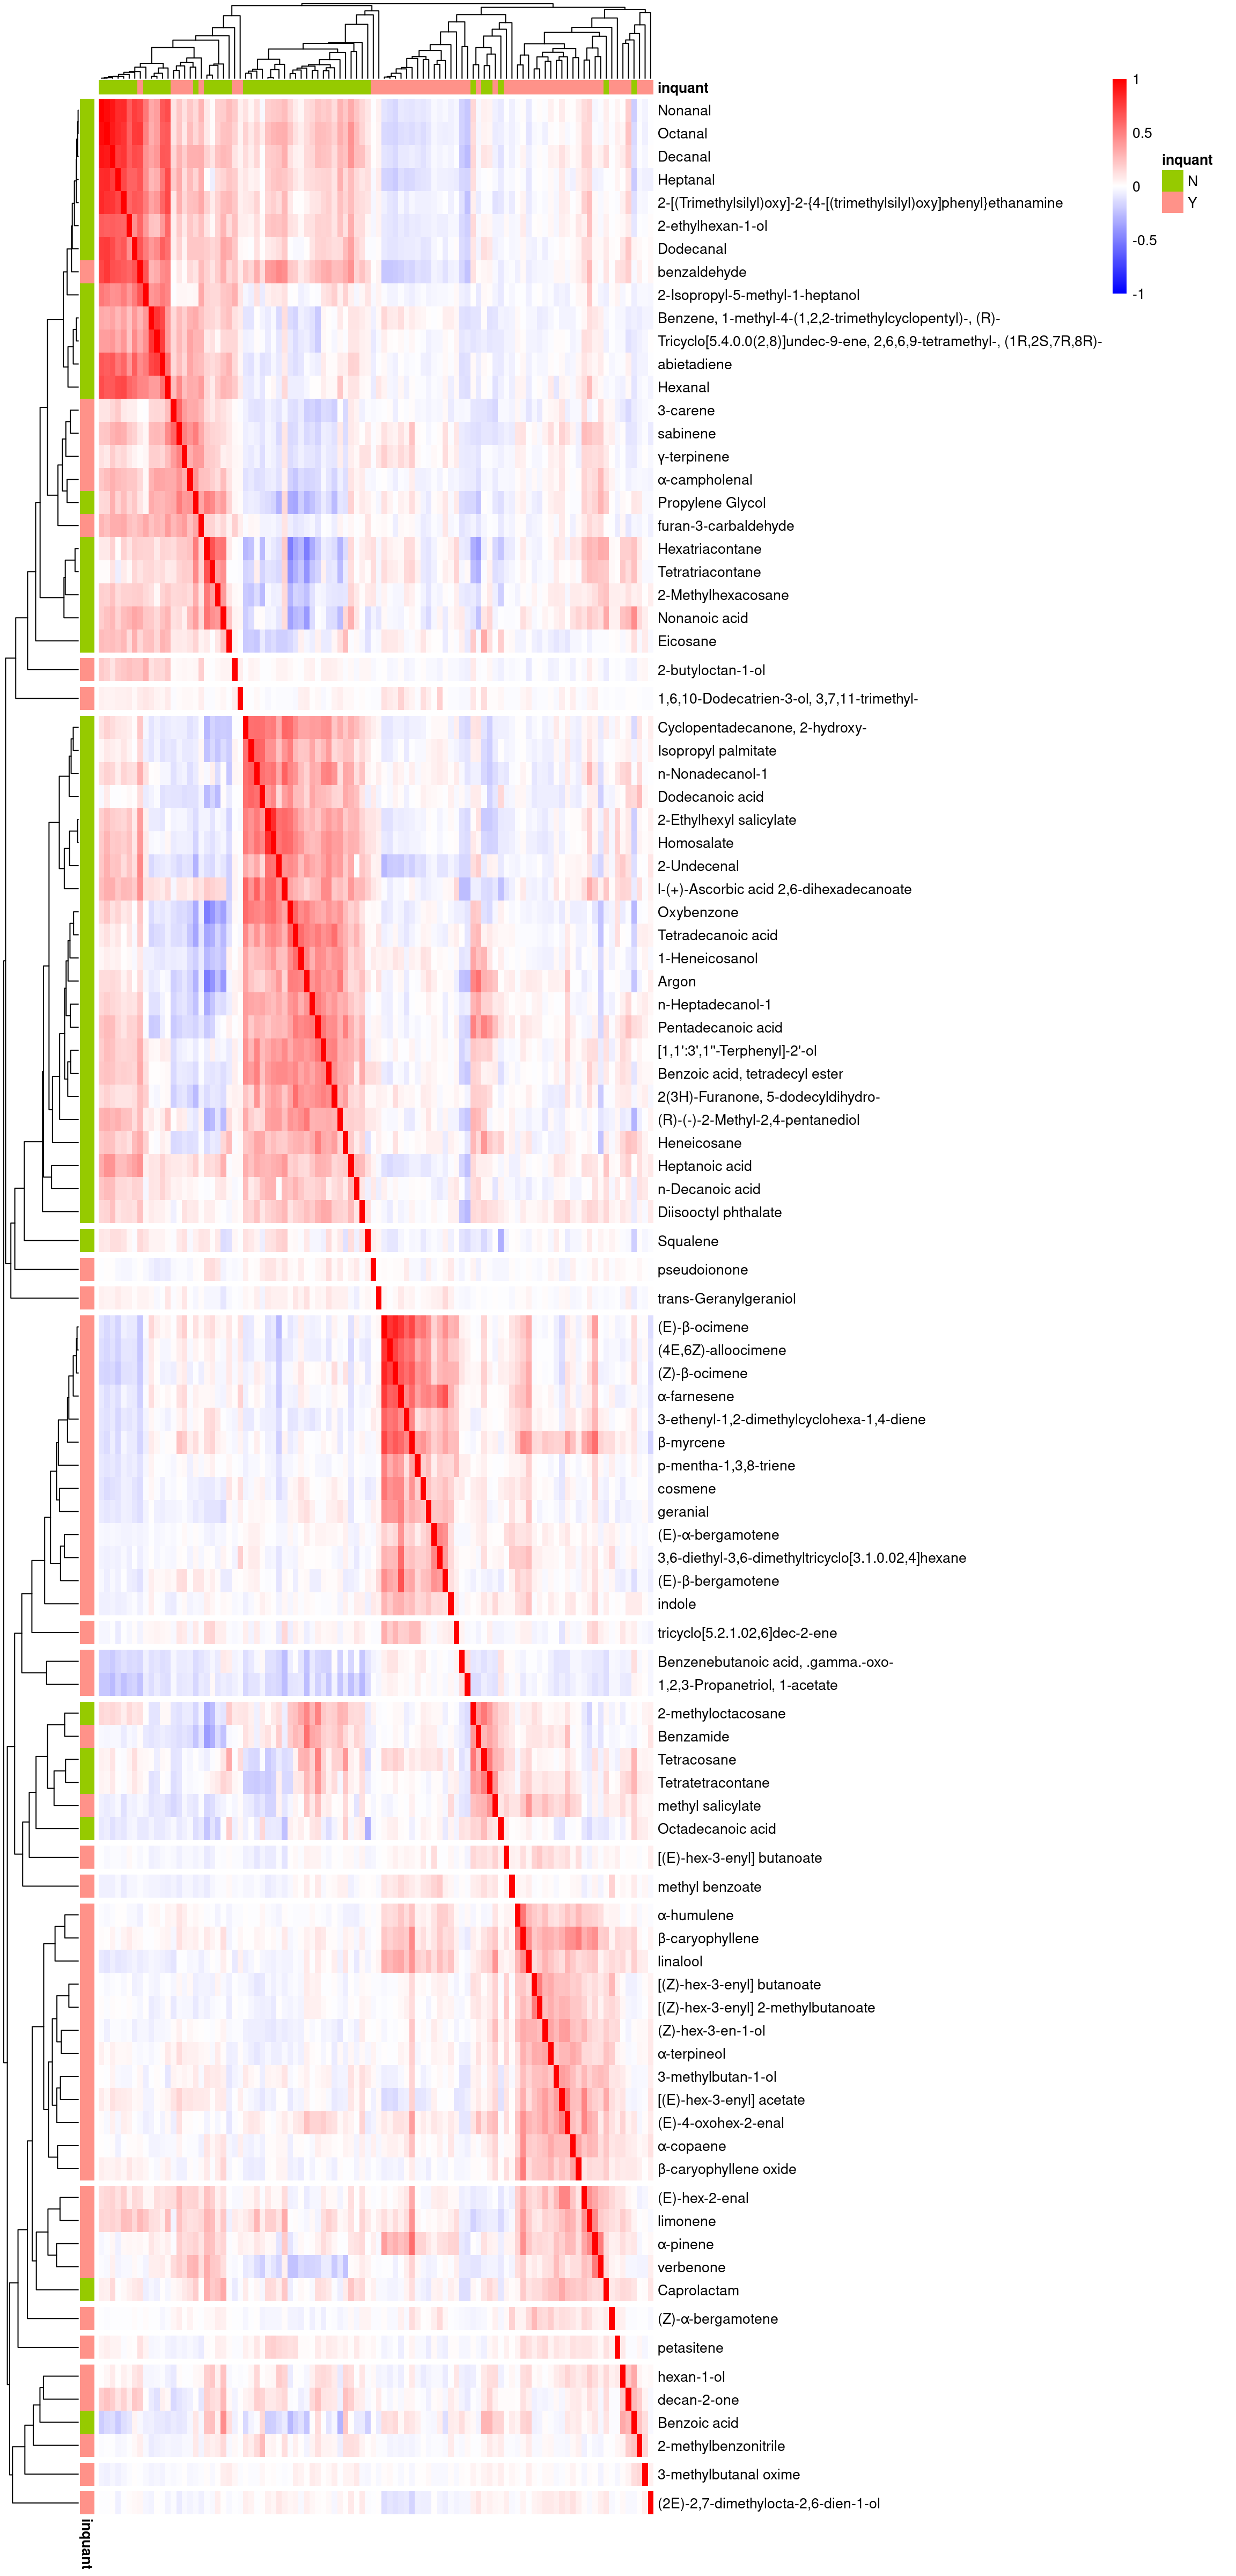 inquant
1
0.5
0
-0.5
-1
inquant
N
Y
Nonanal
Octanal
Decanal
Heptanal
2-[(Trimethylsilyl)oxy]-2-{4-[(trimethylsilyl)oxy]phenyl}ethanamine
2-ethylhexan-1-ol
Dodecanal
benzaldehyde
2-Isopropyl-5-methyl-1-heptanol
Benzene, 1-methyl-4-(1,2,2-trimethylcyclopentyl)-, (R)-
Tricyclo[5.4.0.0(2,8)]undec-9-ene, 2,6,6,9-tetramethyl-, (1R,2S,7R,8R)-
abietadiene
Hexanal
3-carene
sabinene
γ-terpinene
α-campholenal
Propylene Glycol
furan-3-carbaldehyde
Hexatriacontane
Tetratriacontane
2-Methylhexacosane
Nonanoic acid
Eicosane
2-butyloctan-1-ol
1,6,10-Dodecatrien-3-ol, 3,7,11-trimethyl-
Cyclopentadecanone, 2-hydroxy-
Isopropyl palmitate
n-Nonadecanol-1
Dodecanoic acid
2-Ethylhexyl salicylate
Homosalate
2-Undecenal
l-(+)-Ascorbic acid 2,6-dihexadecanoate
Oxybenzone
Tetradecanoic acid
1-Heneicosanol
Argon
n-Heptadecanol-1
Pentadecanoic acid
[1,1':3',1''-Terphenyl]-2'-ol
Benzoic acid, tetradecyl ester
2(3H)-Furanone, 5-dodecyldihydro-
(R)-(-)-2-Methyl-2,4-pentanediol
Heneicosane
Heptanoic acid
n-Decanoic acid
Diisooctyl phthalate
Squalene
pseudoionone
trans-Geranylgeraniol
(E)-β-ocimene
(4E,6Z)-alloocimene
(Z)-β-ocimene
α-farnesene
3-ethenyl-1,2-dimethylcyclohexa-1,4-diene
β-myrcene
p-mentha-1,3,8-triene
cosmene
geranial
(E)-α-bergamotene
3,6-diethyl-3,6-dimethyltricyclo[3.1.0.02,4]hexane
(E)-β-bergamotene
indole
tricyclo[5.2.1.02,6]dec-2-ene
Benzenebutanoic acid, .gamma.-oxo-
1,2,3-Propanetriol, 1-acetate
2-methyloctacosane
Benzamide
Tetracosane
Tetratetracontane
methyl salicylate
Octadecanoic acid
[(E)-hex-3-enyl] butanoate
methyl benzoate
α-humulene
β-caryophyllene
linalool
[(Z)-hex-3-enyl] butanoate
[(Z)-hex-3-enyl] 2-methylbutanoate
(Z)-hex-3-en-1-ol
α-terpineol
3-methylbutan-1-ol
[(E)-hex-3-enyl] acetate
(E)-4-oxohex-2-enal
α-copaene
β-caryophyllene oxide
(E)-hex-2-enal
limonene
α-pinene
verbenone
Caprolactam
(Z)-α-bergamotene
petasitene
hexan-1-ol
decan-2-one
Benzoic acid
2-methylbenzonitrile
3-methylbutanal oxime
(2E)-2,7-dimethylocta-2,6-dien-1-ol
inquant